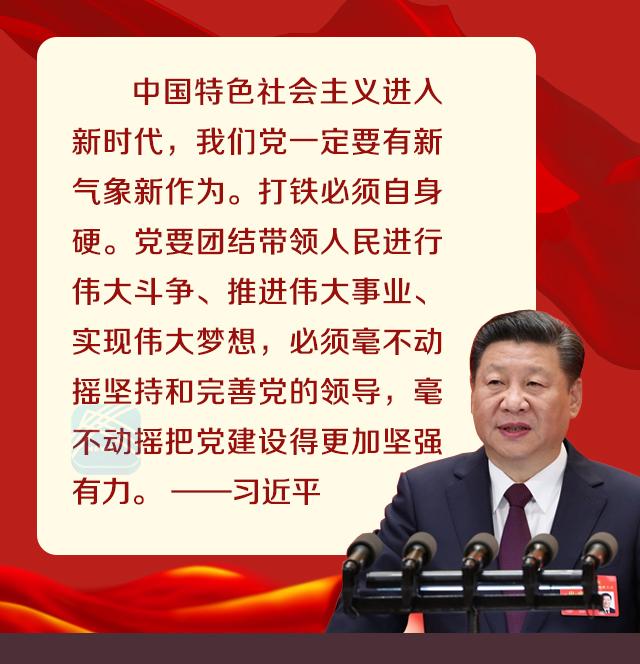 中国特色社会主义进入
新时代，我们党一定要有新
气象新作为。打铁必须自身
硬。党要团结带领人民进行
伟大斗争、推进伟大事业、
实现伟大梦想，必须毫不动
摇坚持和完善党的领导，毫
不动摇把党建设得更加坚强
有力。 ——习近平